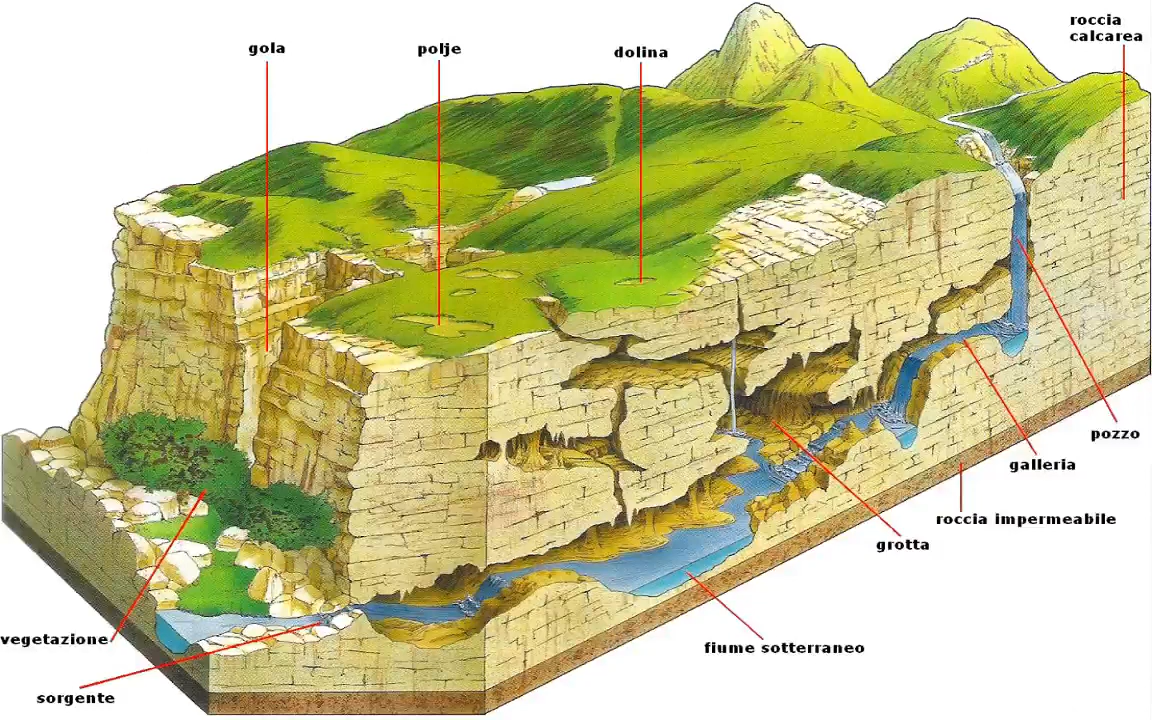 roccia
calcarea
gola
polje
dolina
pozzo
galleria
roccia impermeabile
grotta
vegetazione
fiume sotterraneo
sorgente